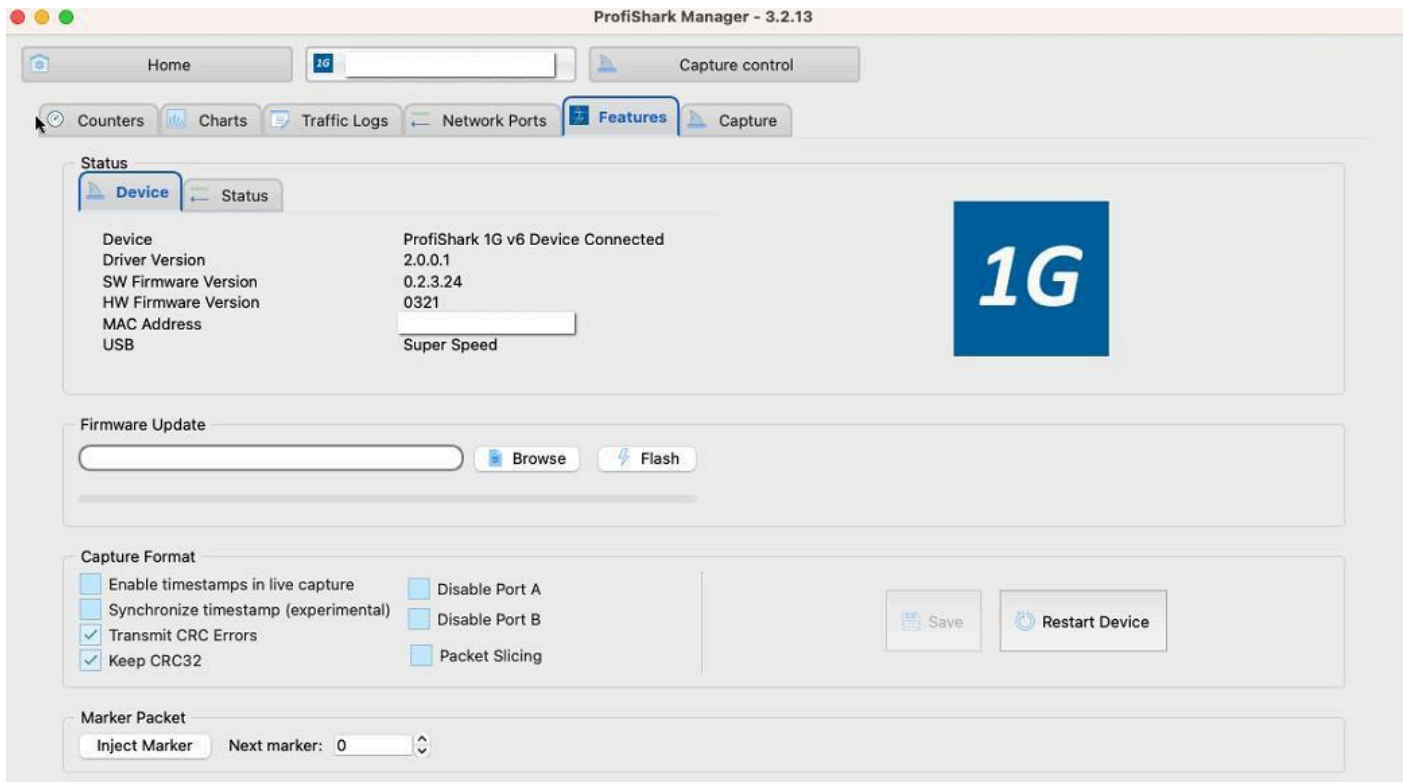 ProfiShark Manager - 3.2.13
Home
1G
Capture control
Counters
Charts
Traffic Logs
Network Ports
Features
Capture
Status
Device
Status
Device ProfiShark 1G v6 Device Connected
Driver Version 2.0.0.1
SW Firmware Version 0.2.3.24
HW Firmware Version 0321
MAC Address
USB Super Speed
1G
Firmware Update
Browse
Flash
Capture Format
Enable timestamps in live capture
Synchronize timestamp (experimental)
Transmit CRC Errors
Keep CRC32
Disable Port A
Disable Port B
Packet Slicing
Save
Restart Device
Marker Packet
Inject Marker
Next marker: 0